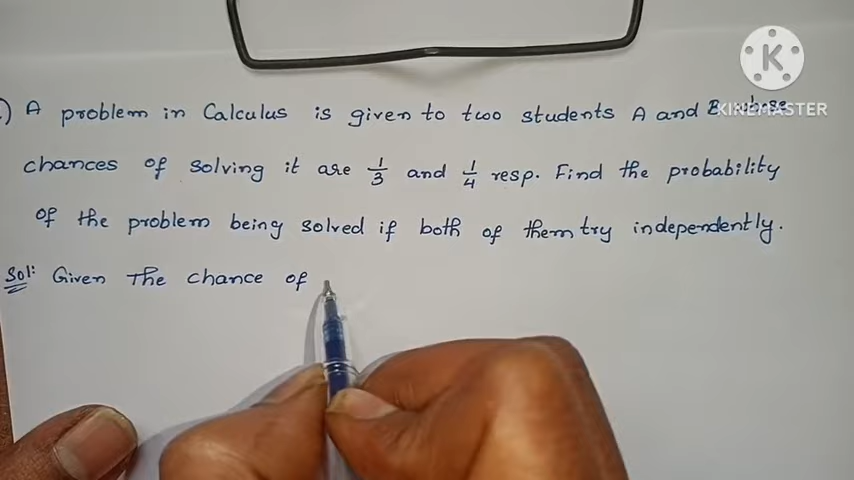 ) A problem in Calculus is given to two students A and B whose
chances of solving it are 1/3 and 1/4 resp. Find the probability
of the problem being solved if both of them try independently.
Sol: Given The chance of
K
KINEMASTER